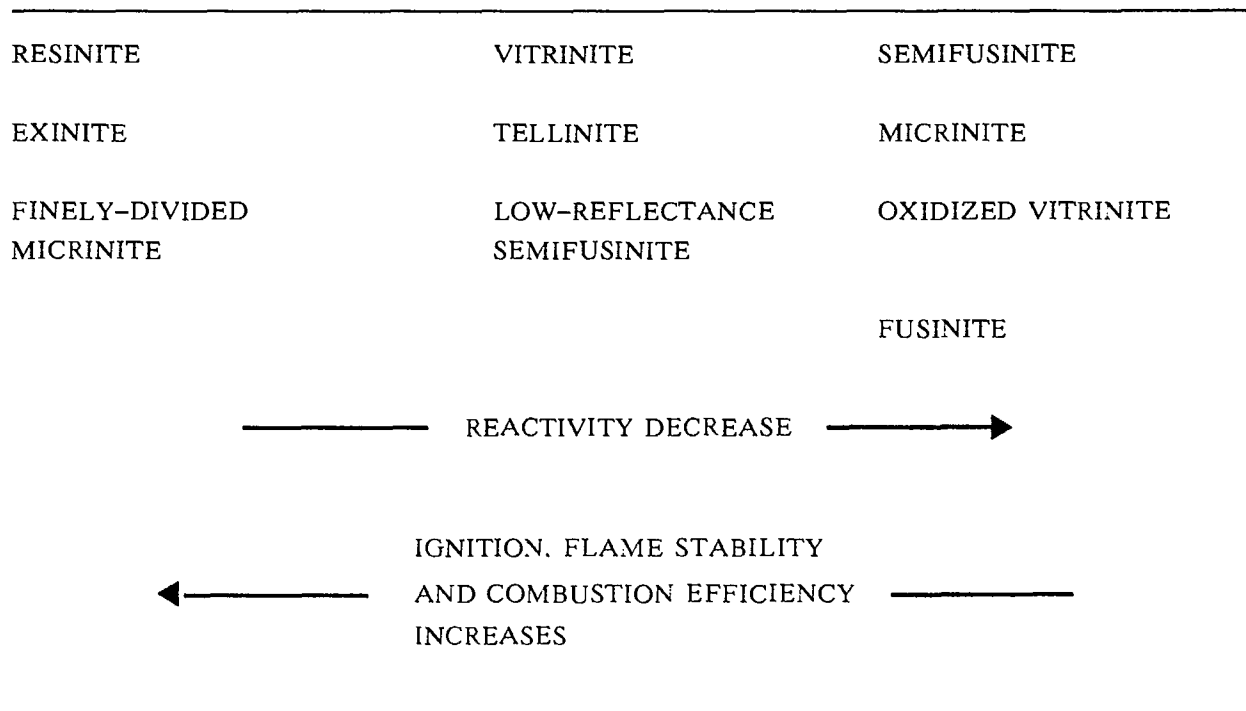 RESINITE VITRINITE SEMIFUSINITE
EXINITE TELLINITE MICRINITE
FINELY-DIVIDED LOW-REFLECTANCE OXIDIZED VITRINITE
MICRINITE SEMIFUSINITE
FUSINITE
REACTIVITY DECREASE
IGNITION. FLAME STABILITY
AND COMBUSTION EFFICIENCY
INCREASES